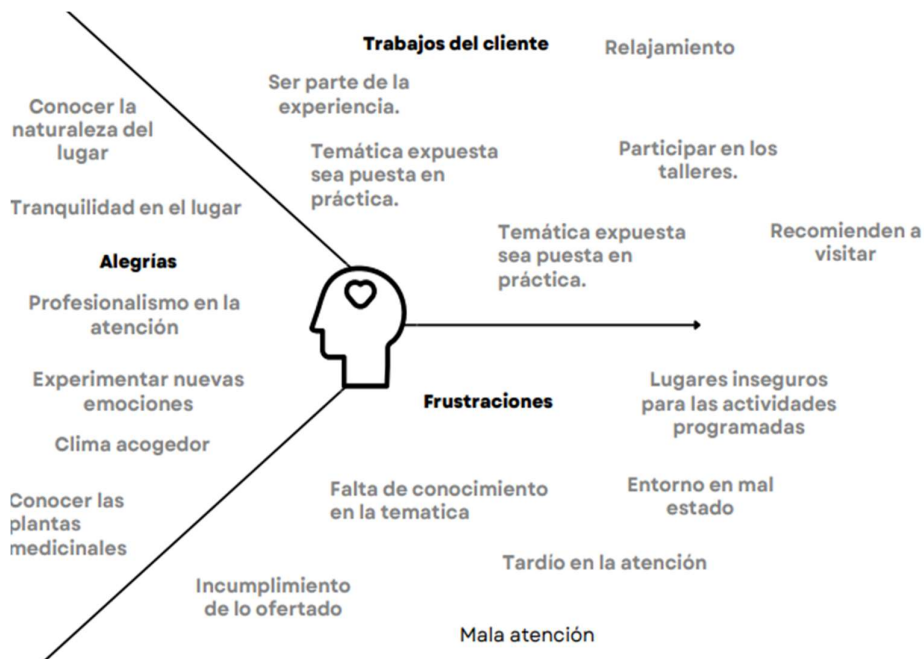 Trabajos del cliente
Relajamiento
Ser parte de la
experiencia.
Temática expuesta
sea puesta en
práctica.
Participar en los
talleres.
Temática expuesta
sea puesta en
práctica.
Recomienden a
visitar
Conocer la
naturaleza del
lugar
Tranquilidad en el lugar
Alegrías
Profesionalismo en la
atención
Experimentar nuevas
emociones
Clima acogedor
Conocer las
plantas
medicinales
Frustraciones
Lugares inseguros
para las actividades
programadas
Falta de conocimiento
en la tematica
Entorno en mal
estado
Tardío en la atención
Incumplimiento
de lo ofertado
Mala atención